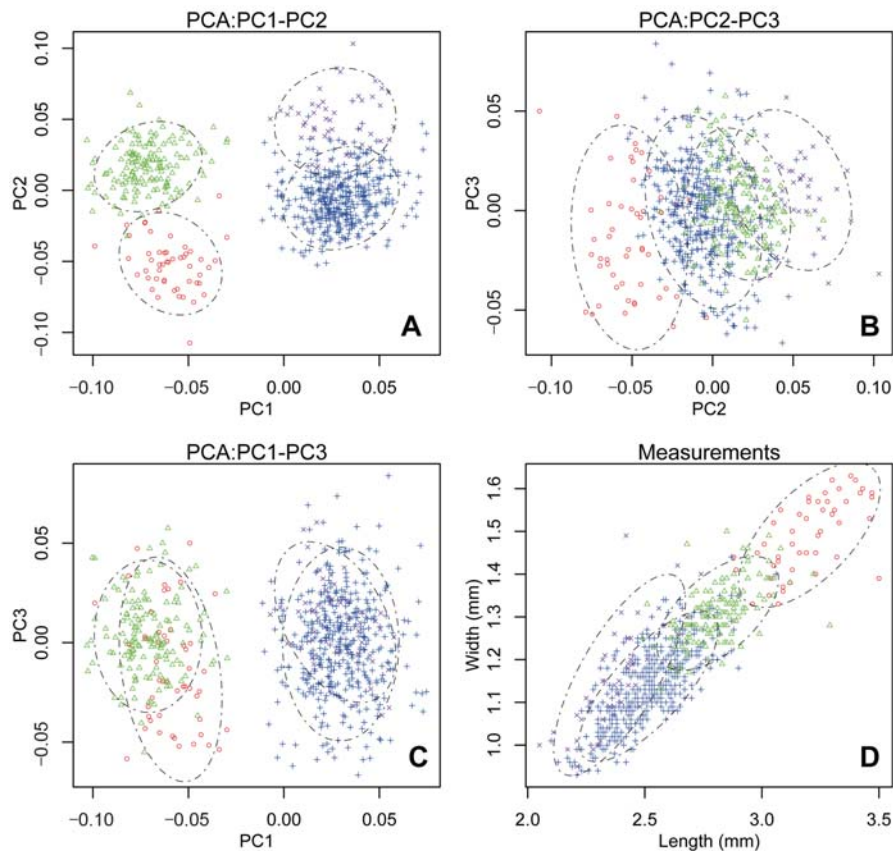 PCA:PC1-PC2
PC2
0.10
0.05
0.00
−0.05
−0.10
A
−0.10 −0.05 0.00 0.05
PC1
PCA:PC2-PC3
PC3
0.05
0.00
−0.05
B
−0.10 −0.05 0.00 0.05 0.10
PC2
PCA:PC1-PC3
PC3
0.05
0.00
−0.05
C
−0.10 −0.05 0.00 0.05
PC1
Measurements
Width (mm)
1.6
1.5
1.4
1.3
1.2
1.1
1.0
D
2.0 2.5 3.0 3.5
Length (mm)